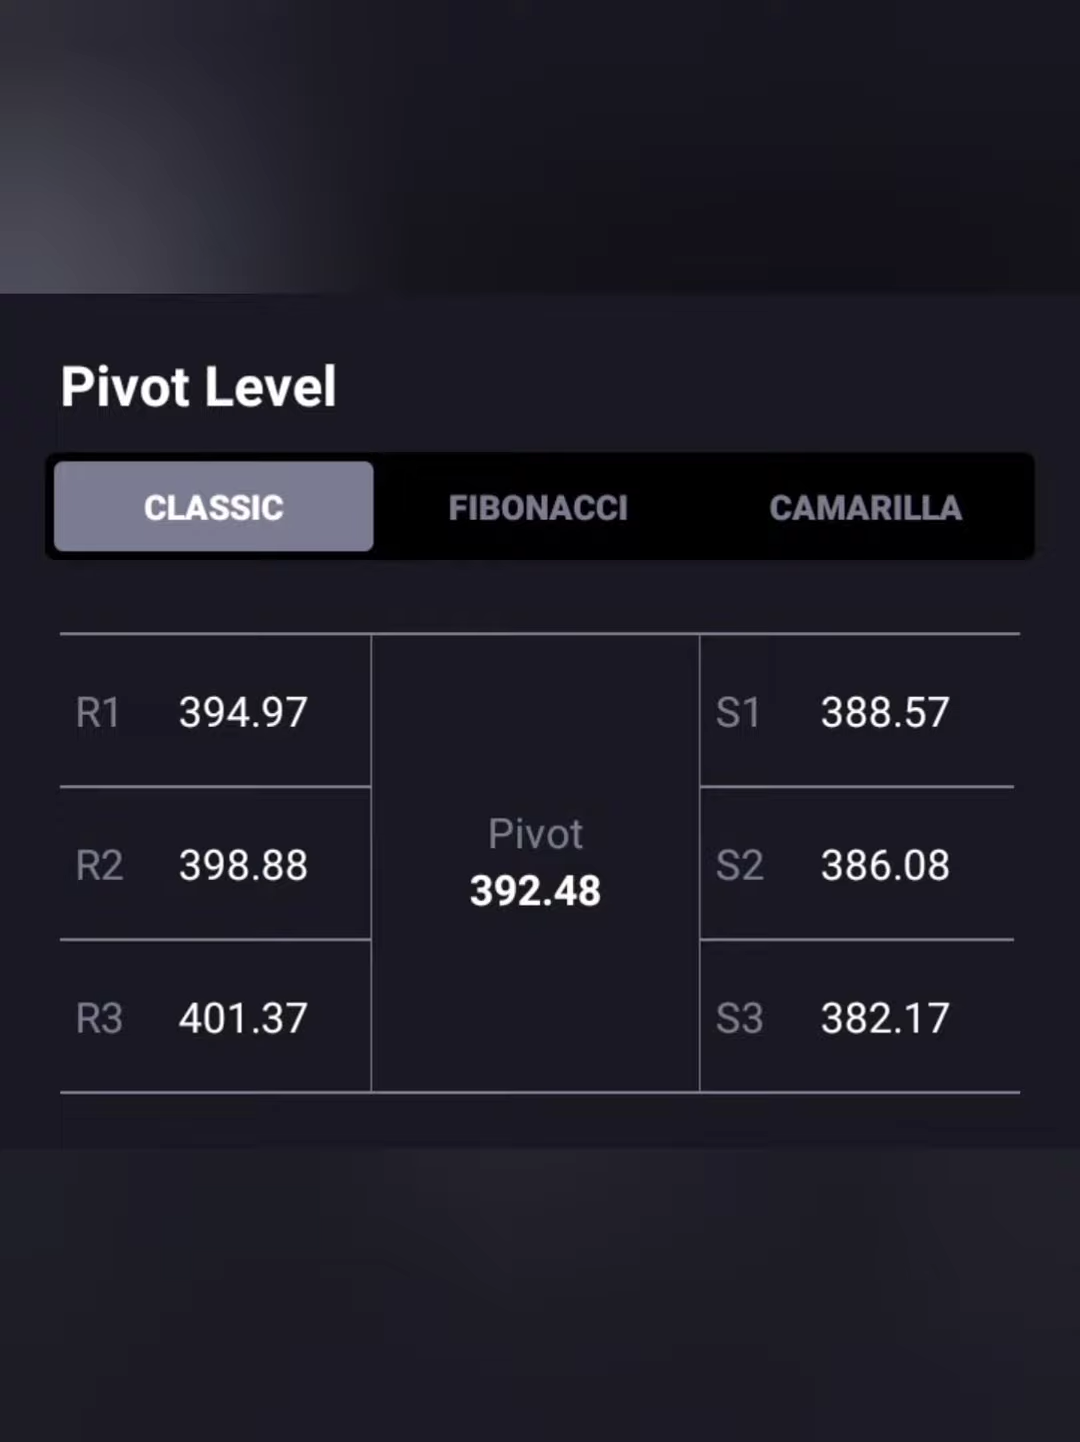 Pivot Level
CLASSIC FIBONACCI CAMARILLA
R1 394.97
R2 398.88
R3 401.37
Pivot
392.48
S1 388.57
S2 386.08
S3 382.17